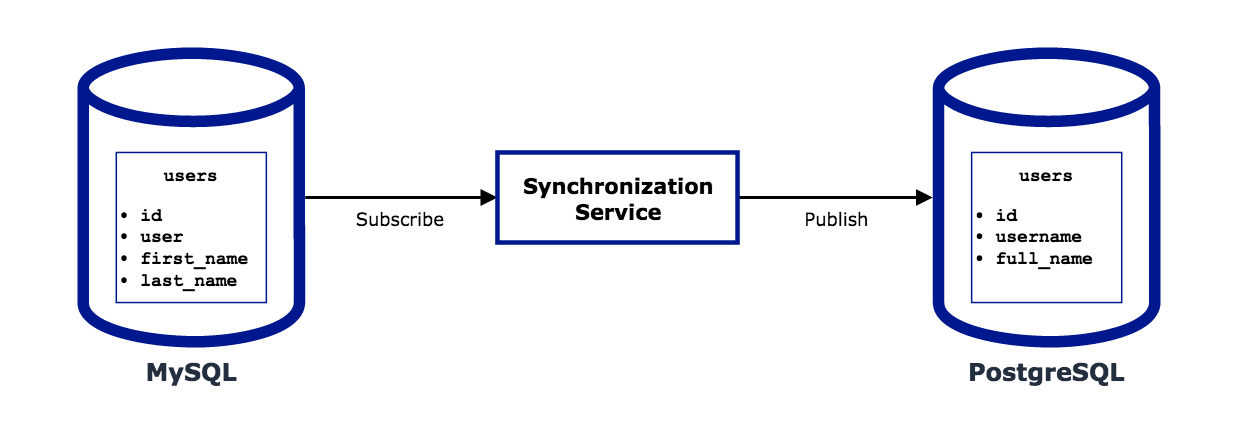 users
• id
• user
• first_name
• last_name
MySQL
Subscribe
Synchronization
Service
Publish
users
• id
• username
• full_name
PostgreSQL